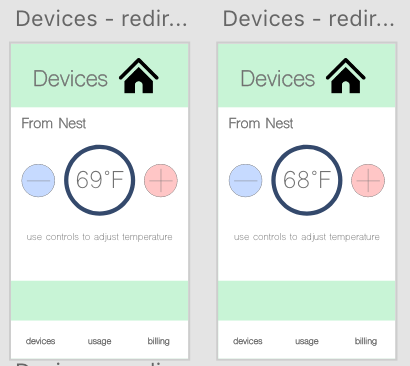 Devices - redir...
Devices
From Nest
69°F
use controls to adjust temperature
devices usage billing
Devices - redir...
Devices
From Nest
68°F
use controls to adjust temperature
devices usage billing